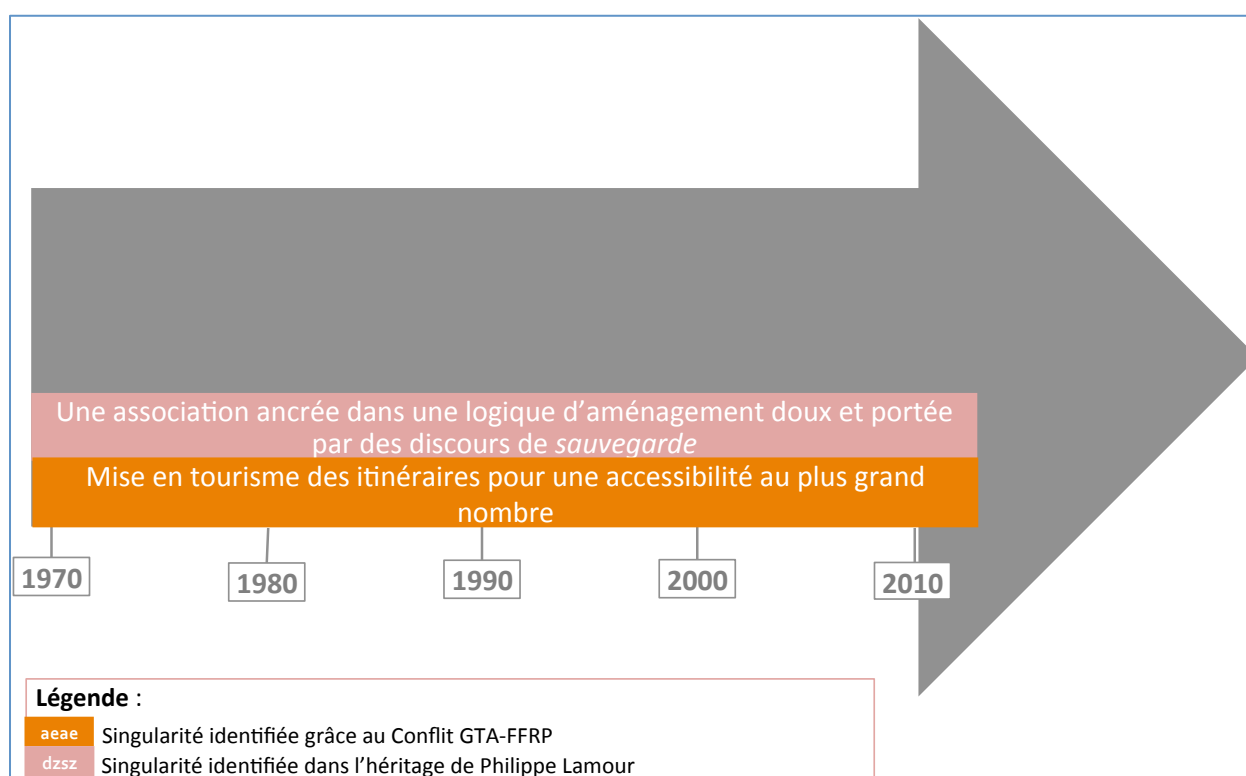 Une association ancrée dans une logique d'aménagement doux et portée
par des discours de sauvegarde
Mise en tourisme des itinéraires pour une accessibilité au plus grand
nombre
1970
1980
1990
2000
2010
Légende :
aeae Singularité identifiée grâce au Conflit GTA-FFRP
dzsz Singularité identifiée dans l'héritage de Philippe Lamour